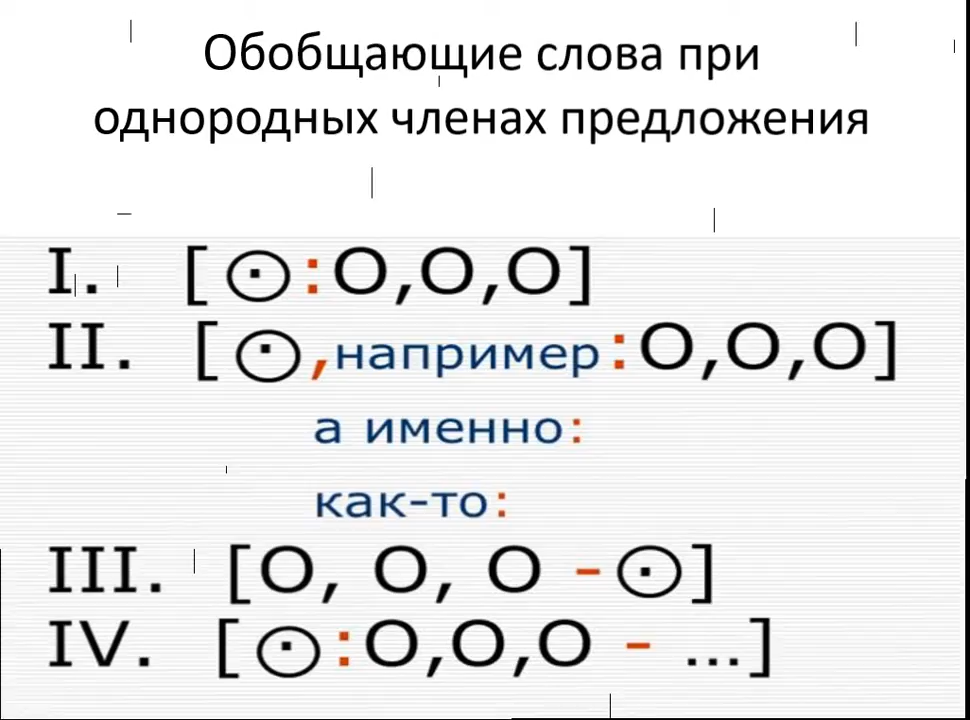 Обобщающие слова при
однородных членах предложения
I. [⊙:О,О,О]
II. [⊙,например:О,О,О]
а именно:
как-то:
III. [О, О, О -⊙]
IV. [⊙:О,О,О - ...]